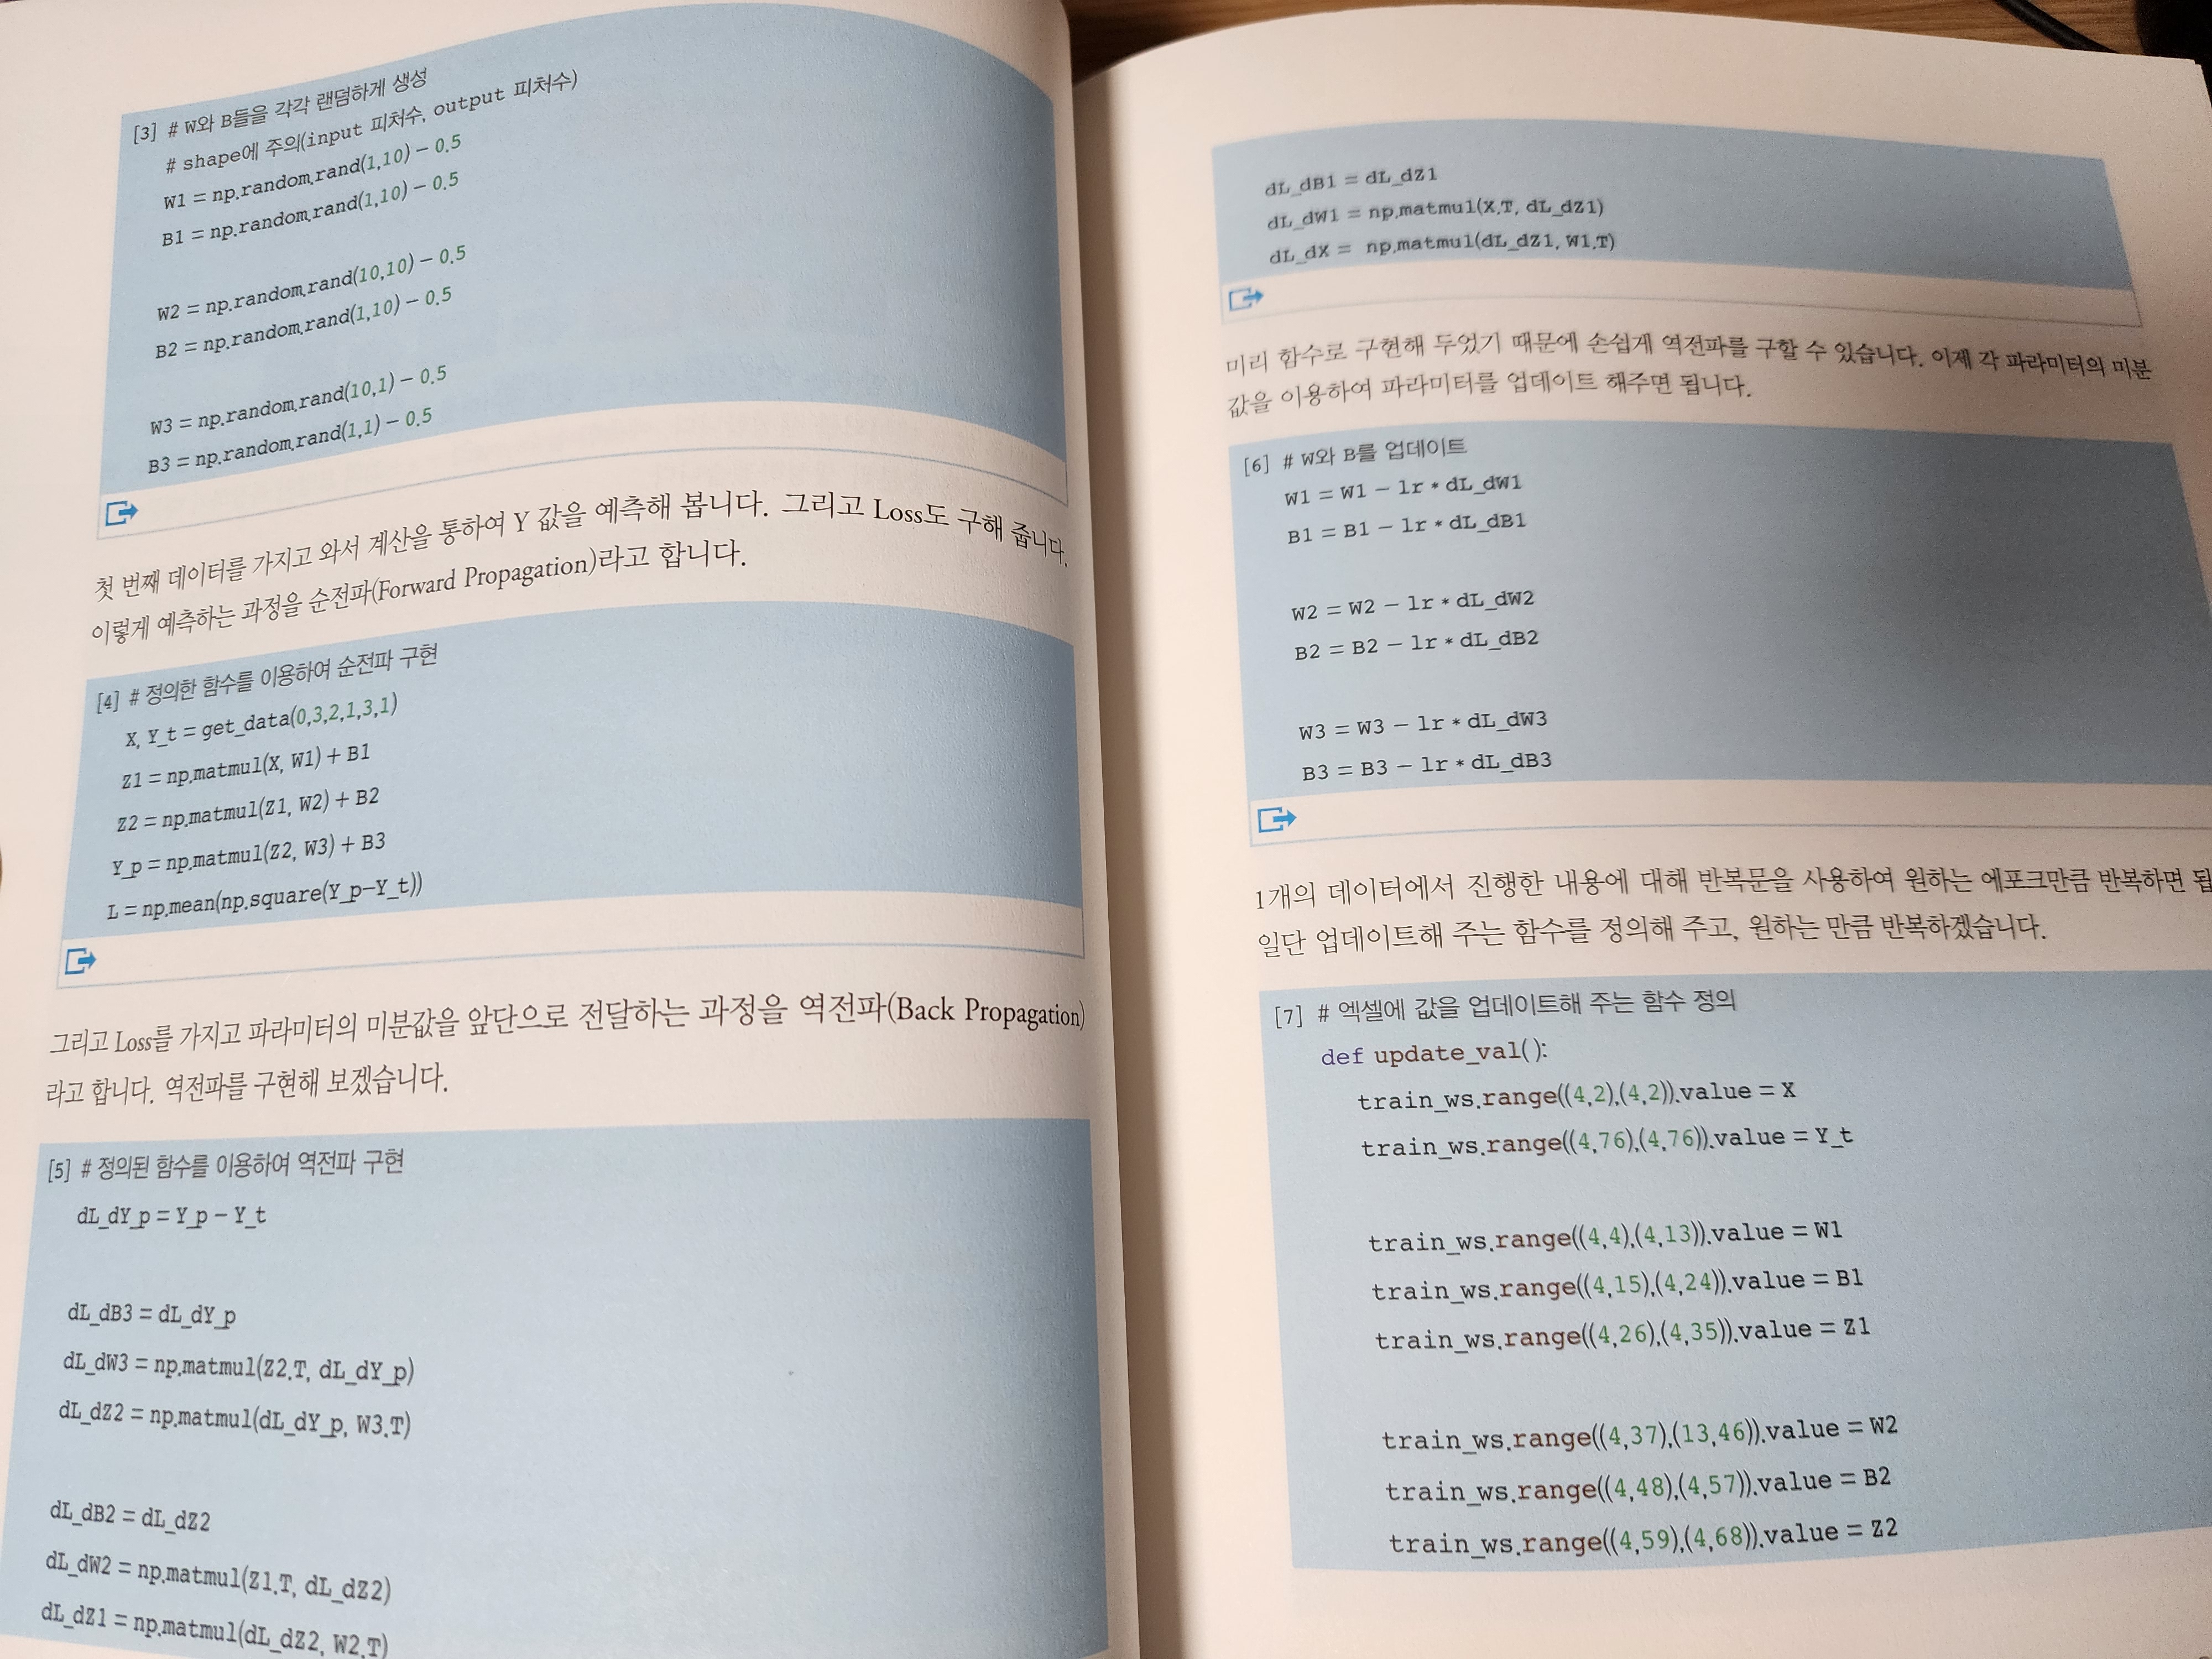 [3] # W와 B들을 각각 랜덤하게 생성
# shape에 주의(input 피처수, output 피처수)
W1 = np.random.rand(1,10) - 0.5
B1 = np.random.rand(1,10) - 0.5
W2 = np.random.rand(10,10) - 0.5
B2 = np.random.rand(1,10) - 0.5
W3 = np.random.rand(10,1) - 0.5
B3 = np.random.rand(1,1) - 0.5
첫 번째 데이터를 가지고 와서 계산을 통하여 Y 값을 예측해 봅니다. 그리고 Loss도 구해 줍니다.
이렇게 예측하는 과정을 순전파(Forward Propagation)라고 합니다.
[4] # 정의한 함수를 이용하여 순전파 구현
X, Y_t = get_data(0,3,2,1,3,1)
Z1 = np.matmul(X, W1) + B1
Z2 = np.matmul(Z1, W2) + B2
Y_p = np.matmul(Z2, W3) + B3
L = np.mean(np.square(Y_p-Y_t))
그리고 Loss를 가지고 파라미터의 미분값을 앞단으로 전달하는 과정을 역전파(Back Propagation)
라고 합니다. 역전파를 구현해 보겠습니다.
[5] # 정의된 함수를 이용하여 역전파 구현
dL_dY_p = Y_p - Y_t
dL_dB3 = dL_dY_p
dL_dW3 = np.matmul(Z2.T, dL_dY_p)
dL_dZ2 = np.matmul(dL_dY_p, W3.T)
dL_dB2 = dL_dZ2
dL_dW2 = np.matmul(Z1.T, dL_dZ2)
dL_dZ1 = np.matmul(dL_dZ2, W2.T)
dL_dB1 = dL_dZ1
dL_dW1 = np.matmul(X.T, dL_dZ1)
dL_dX = np.matmul(dL_dZ1, W1.T)
미리 함수로 구현해 두었기 때문에 손쉽게 역전파를 구할 수 있습니다. 이제 각 파라미터의 미분
값을 이용하여 파라미터를 업데이트 해주면 됩니다.
[6] # W와 B를 업데이트
W1 = W1 - lr * dL_dW1
B1 = B1 - lr * dL_dB1
W2 = W2 - lr * dL_dW2
B2 = B2 - lr * dL_dB2
W3 = W3 - lr * dL_dW3
B3 = B3 - lr * dL_dB3
1개의 데이터에서 진행한 내용에 대해 반복문을 사용하여 원하는 에포크만큼 반복하면 됩
일단 업데이트해 주는 함수를 정의해 주고, 원하는 만큼 반복하겠습니다.
[7] # 엑셀에 값을 업데이트해 주는 함수 정의
def update_val():
train_ws.range((4,2),(4,2)).value = X
train_ws.range((4,76),(4,76)).value = Y_t
train_ws.range((4,4),(4,13)).value = W1
train_ws.range((4,15),(4,24)).value = B1
train_ws.range((4,26),(4,35)).value = Z1
train_ws.range((4,37),(13,46)).value = W2
train_ws.range((4,48),(4,57)).value = B2
train_ws.range((4,59),(4,68)).value = Z2